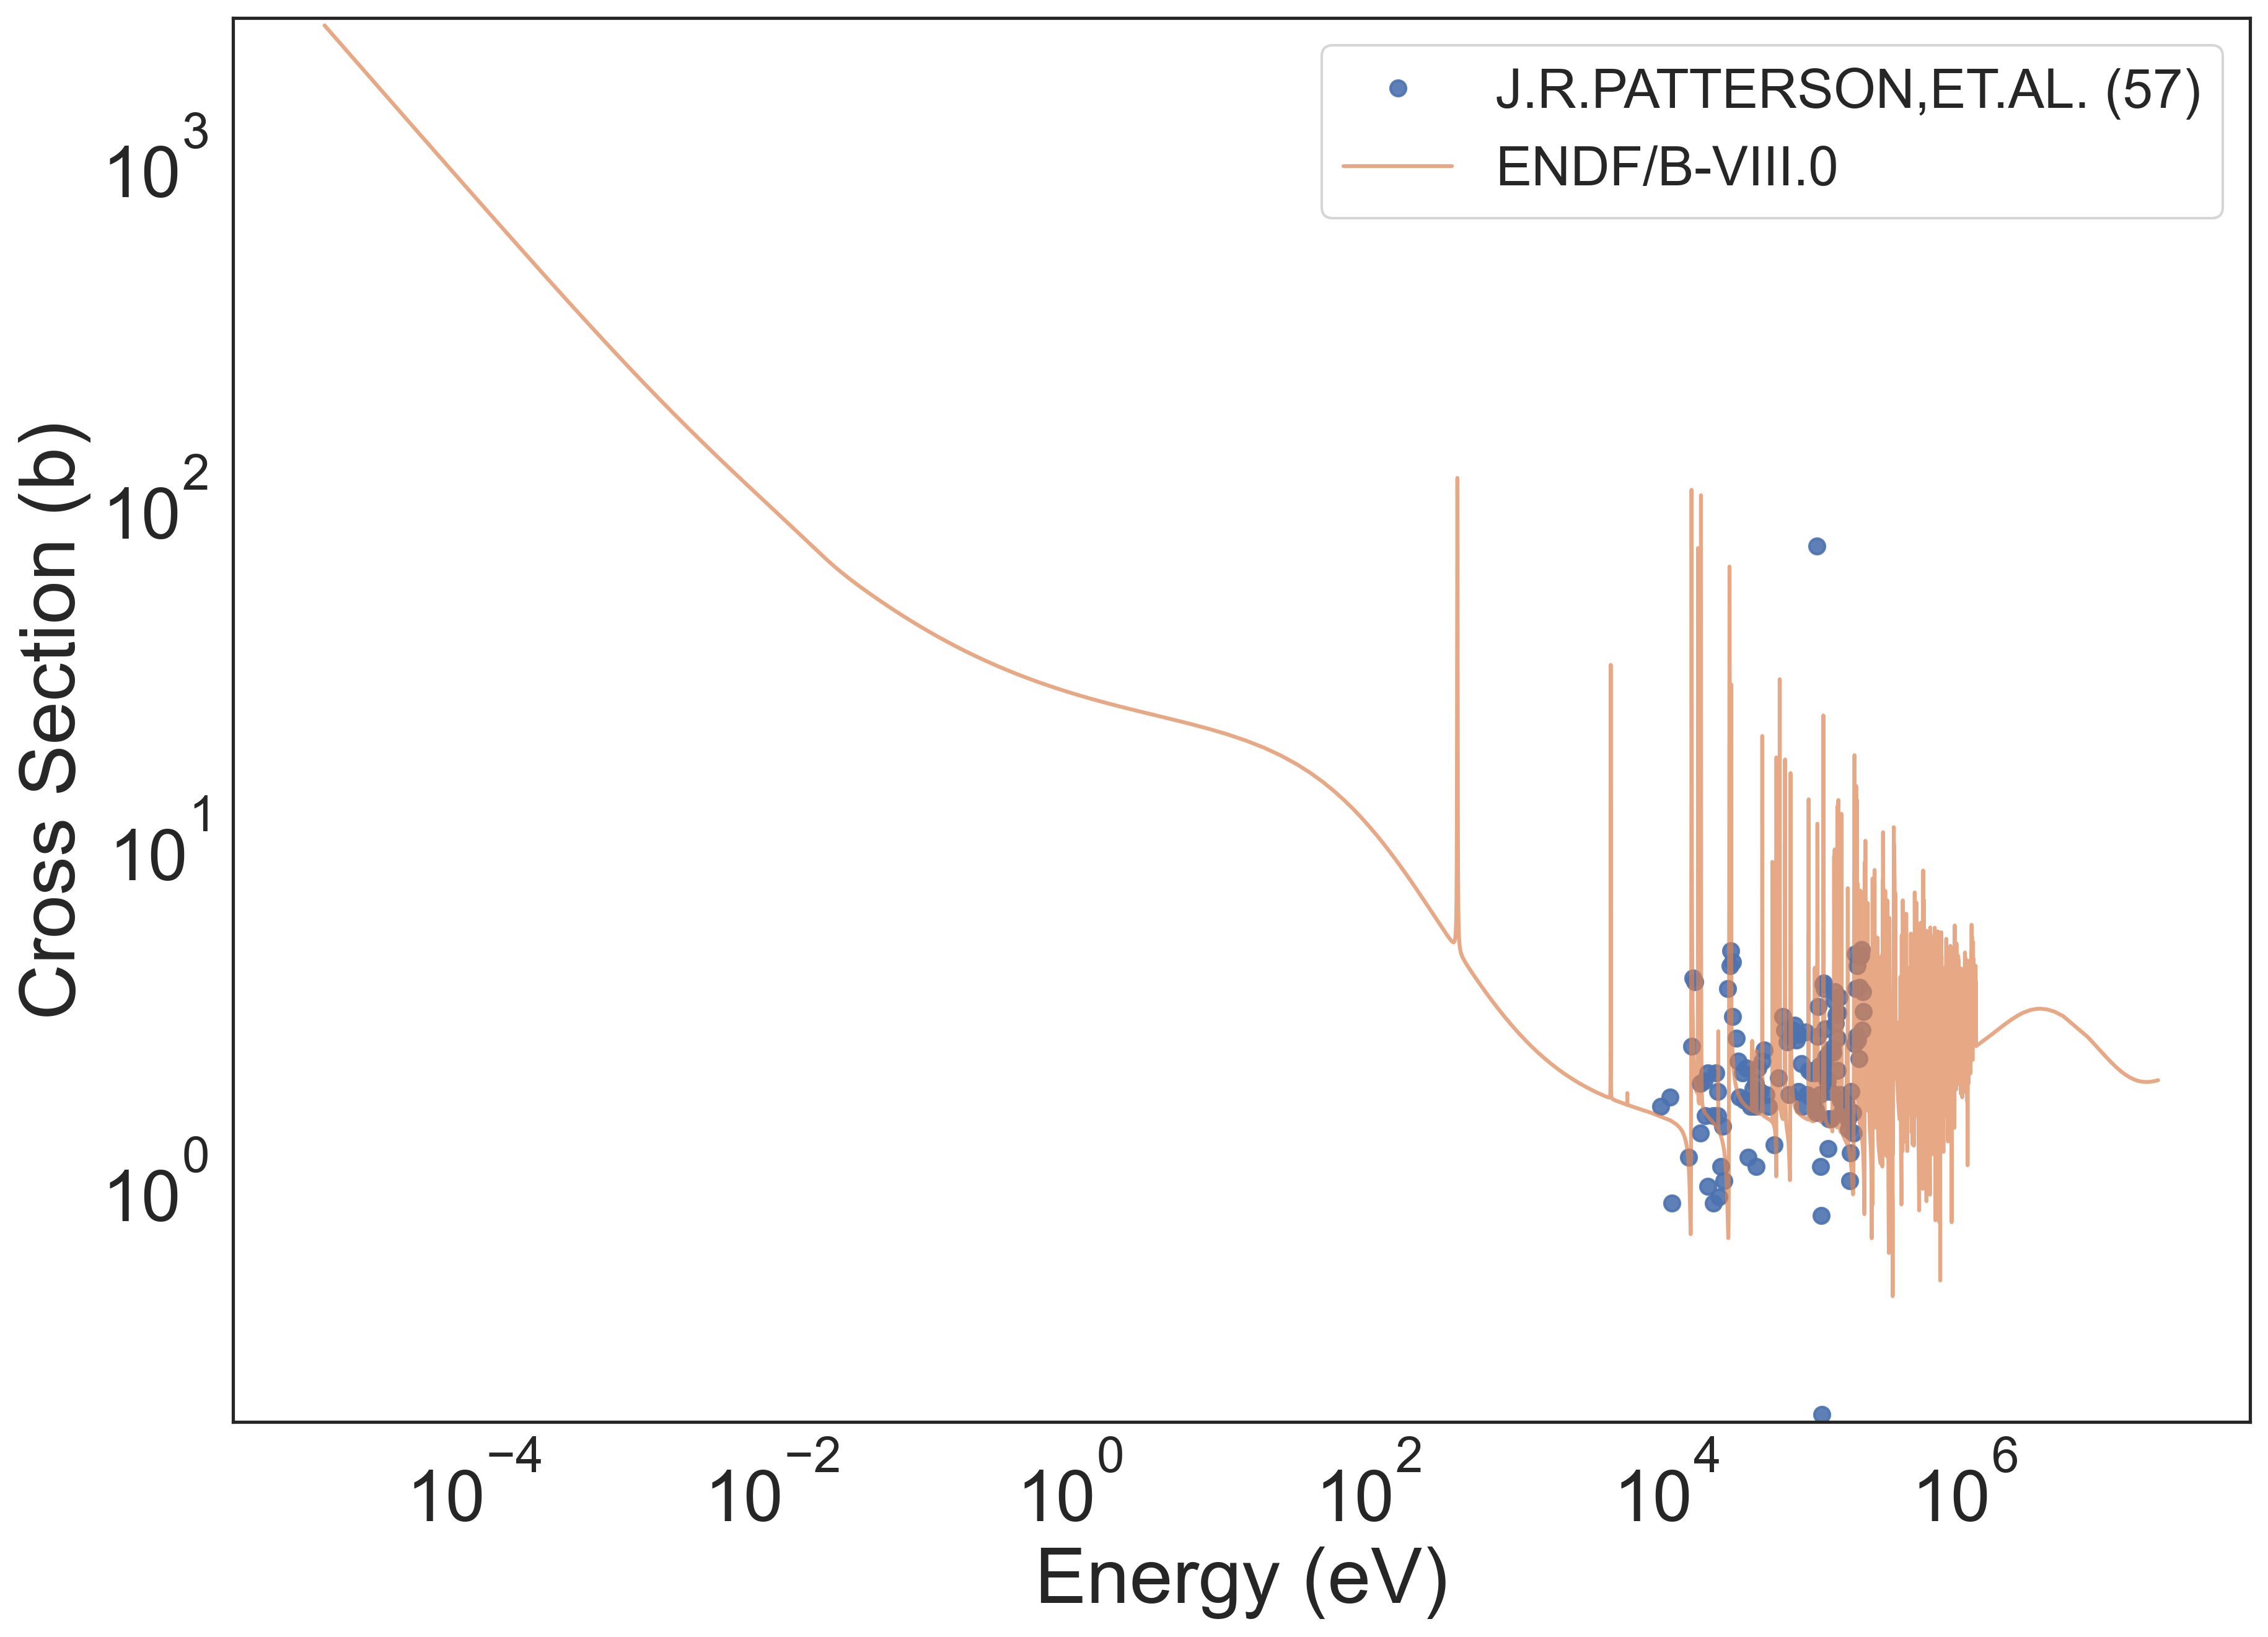 J.R.PATTERSON,ET.AL. (57)
ENDF/B-VIII.0
Cross Section (b)
10^3
10^2
10^1
10^0
10^−4 10^−2 10^0 10^2 10^4 10^6
Energy (eV)